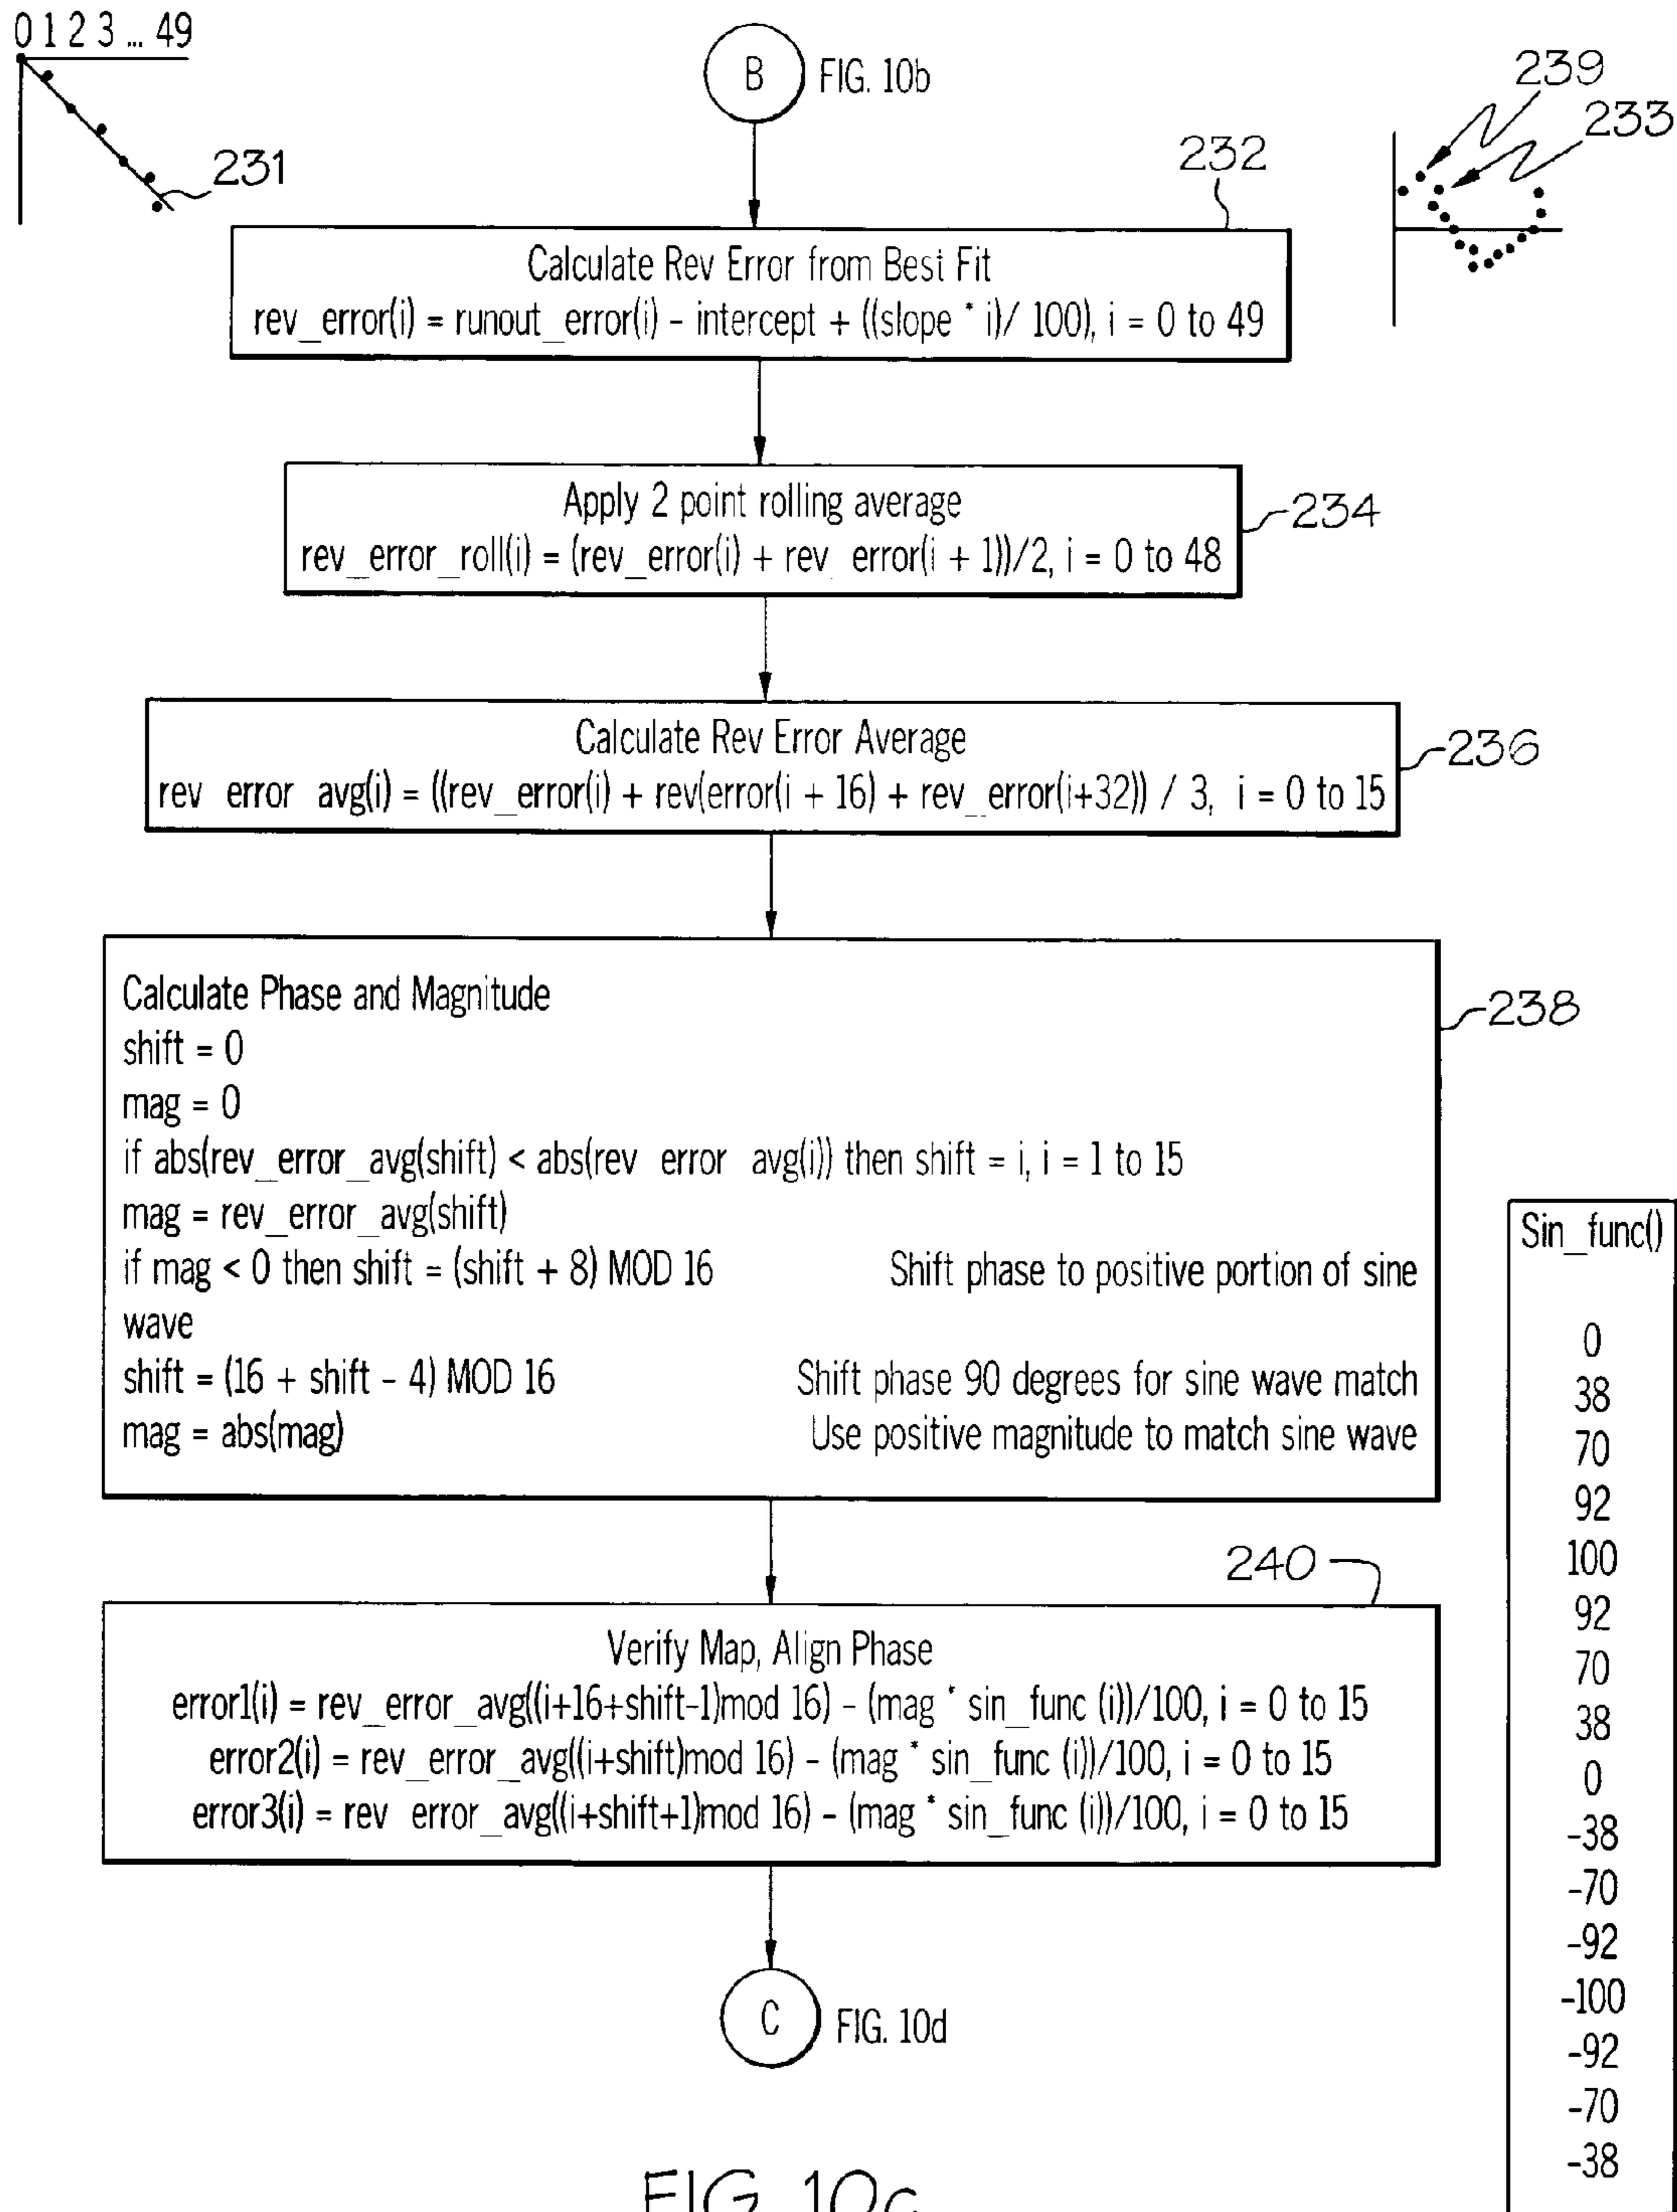 0 1 2 3 ... 49
B FIG. 10b
239
233
231
232
Calculate Rev Error from Best Fit
rev_error(i) = runout_error(i) - intercept + ((slope * i)/ 100), i = 0 to 49
Apply 2 point rolling average
rev_error_roll(i) = (rev_error(i) + rev error(i + 1))/2, i = 0 to 48
234
Calculate Rev Error Average
rev error avg(i) = ((rev_error(i) + rev(error(i + 16) + rev_error(i+32)) / 3, i = 0 to 15
236
Calculate Phase and Magnitude
shift = 0
mag = 0
if abs(rev_error_avg(shift) < abs(rev error avg(i)) then shift = i, i = 1 to 15
mag = rev_error_avg(shift)
if mag < 0 then shift = (shift + 8) MOD 16 Shift phase to positive portion of sine
wave
shift = (16 + shift - 4) MOD 16 Shift phase 90 degrees for sine wave match
mag = abs(mag) Use positive magnitude to match sine wave
238
240
Verify Map, Align Phase
error1(i) = rev_error_avg((i+16+shift-1)mod 16) - (mag * sin_func (i))/100, i = 0 to 15
error2(i) = rev_error_avg((i+shift)mod 16) - (mag * sin_func (i))/100, i = 0 to 15
error3(i) = rev error_avg((i+shift+1)mod 16) - (mag * sin_func (i))/100, i = 0 to 15
C FIG. 10d
Sin_func()
0
38
70
92
100
92
70
38
0
-38
-70
-92
-100
-92
-70
-38
FIG. 10c